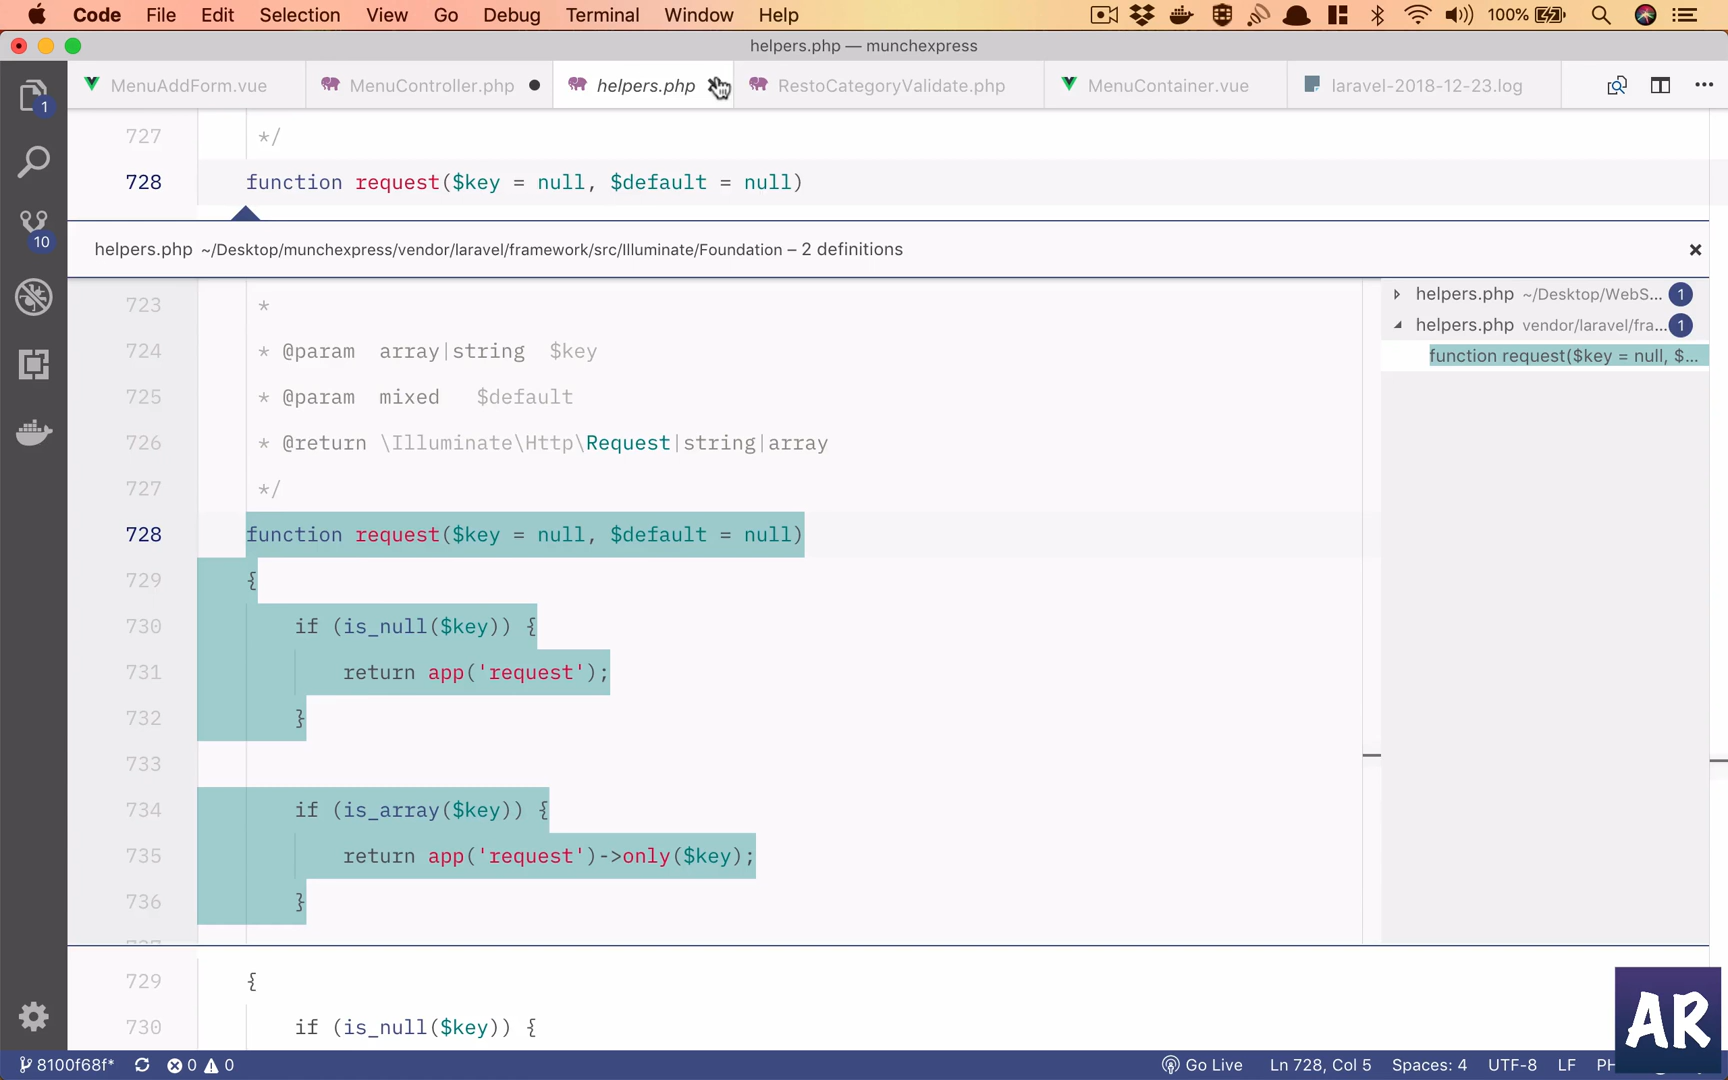 Code File Edit Selection View Go Debug Terminal Window Help 100%
helpers.php — munchexpress
MenuAddForm.vue MenuController.php helpers.php RestoCategoryValidate.php MenuContainer.vue laravel-2018-12-23.log
1
10
727 */
728 function request($key = null, $default = null)
helpers.php ~/Desktop/munchexpress/vendor/laravel/framework/src/Illuminate/Foundation – 2 definitions
723 *
724 * @param array|string $key
725 * @param mixed $default
726 * @return \Illuminate\Http\Request|string|array
727 */
728 function request($key = null, $default = null)
729 {
730 if (is_null($key)) {
731 return app('request');
732 }
733
734 if (is_array($key)) {
735 return app('request')->only($key);
736 }
helpers.php ~/Desktop/WebS... 1
helpers.php vendor/laravel/fra... 1
function request($key = null, $...
729 {
730 if (is_null($key)) {
AR
8100f68f* 0 0 Go Live Ln 728, Col 5 Spaces: 4 UTF-8 LF